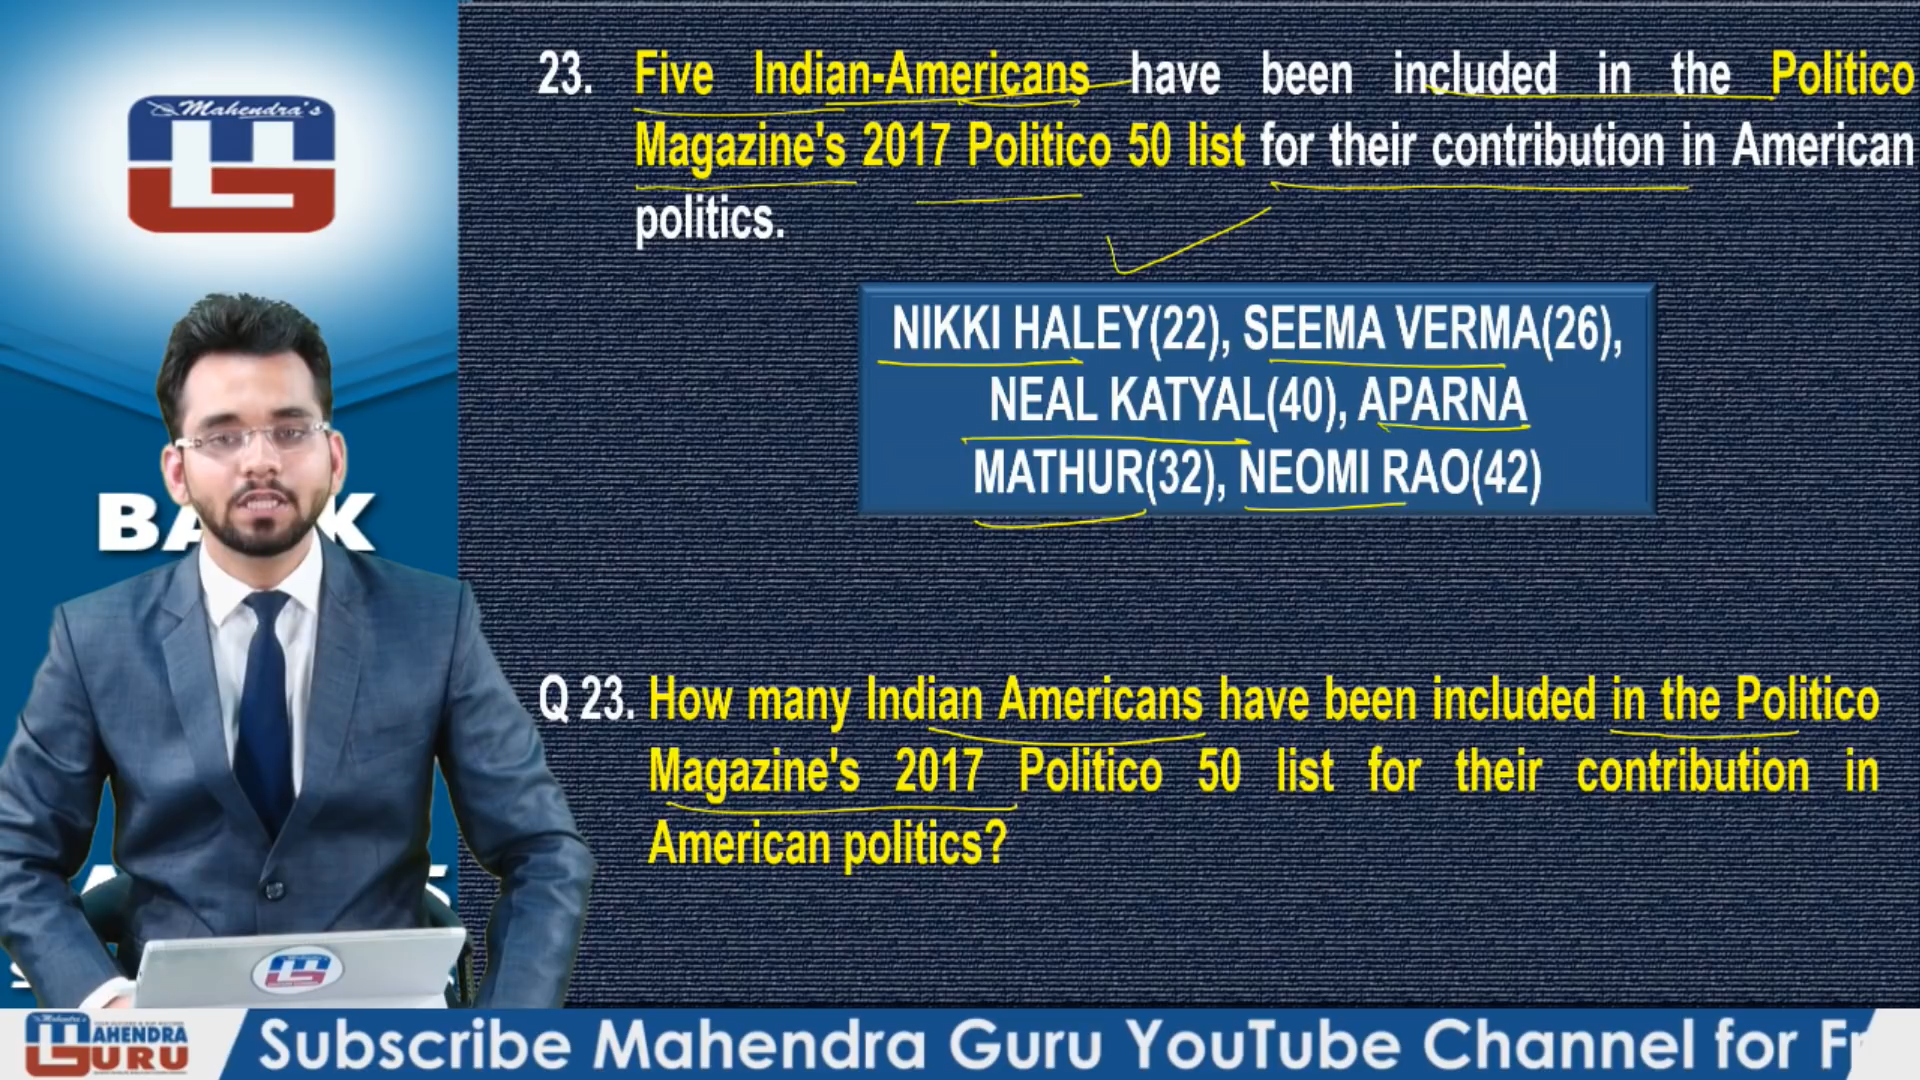 Mahendra's
BA K
23. Five Indian-Americans have been included in the Politico
Magazine's 2017 Politico 50 list for their contribution in American
politics.
NIKKI HALEY(22), SEEMA VERMA(26),
NEAL KATYAL(40), APARNA
MATHUR(32), NEOMI RAO(42)
Q 23. How many Indian Americans have been included in the Politico
Magazine's 2017 Politico 50 list for their contribution in
American politics?
MAHENDRA
GURU
Subscribe Mahendra Guru YouTube Channel for Fr